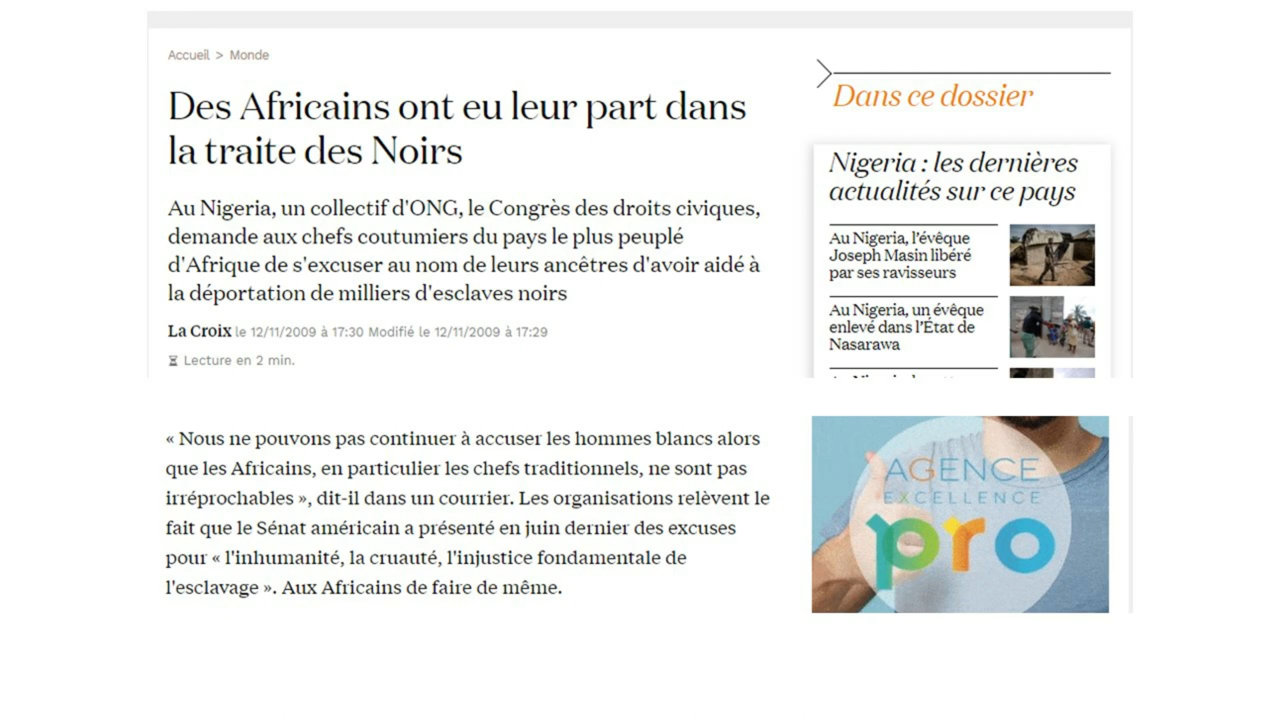 Accueil > Monde
Des Africains ont eu leur part dans
la traite des Noirs
Au Nigeria, un collectif d'ONG, le Congrès des droits civiques,
demande aux chefs coutumiers du pays le plus peuplé
d'Afrique de s'excuser au nom de leurs ancêtres d'avoir aidé à
la déportation de milliers d'esclaves noirs
La Croix le 12/11/2009 à 17:30 Modifié le 12/11/2009 à 17:29
Lecture en 2 min.
Dans ce dossier
Nigeria : les dernières
actualités sur ce pays
Au Nigeria, l'évêque
Joseph Masin libéré
par ses ravisseurs
Au Nigeria, un évêque
enlevé dans l'État de
Nasarawa
« Nous ne pouvons pas continuer à accuser les hommes blancs alors
que les Africains, en particulier les chefs traditionnels, ne sont pas
irréprochables », dit-il dans un courrier. Les organisations relèvent le
fait que le Sénat américain a présenté en juin dernier des excuses
pour « l'inhumanité, la cruauté, l'injustice fondamentale de
l'esclavage ». Aux Africains de faire de même.
AGENCE
EXCELLENCE
pro